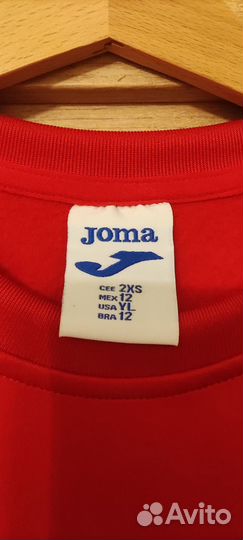 Joma
CEE 2XS
MEX 12
USA YL
BRA 12
Avito